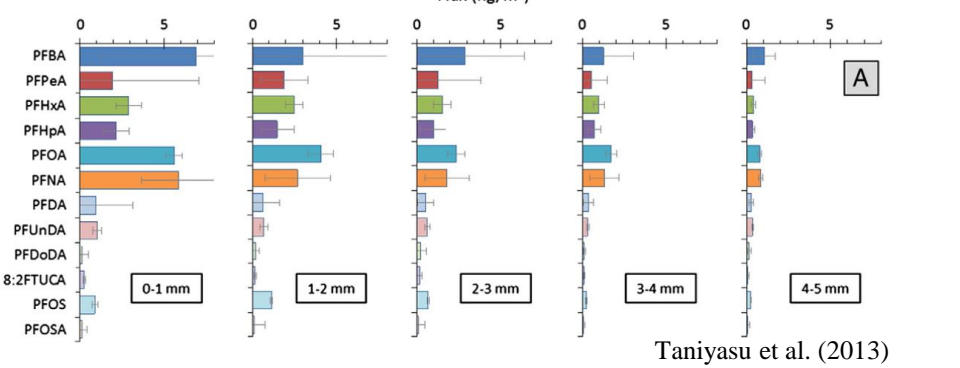 0 5 0 5 0 5 0 5 0 5
PFBA
PFPeA
A
PFHxA
PFHpA
PFOA
PFNA
PFDA
PFUnDA
PFDoDA
8:2FTUCA
0-1 mm 1-2 mm 2-3 mm 3-4 mm 4-5 mm
PFOS
PFOSA
Taniyasu et al. (2013)